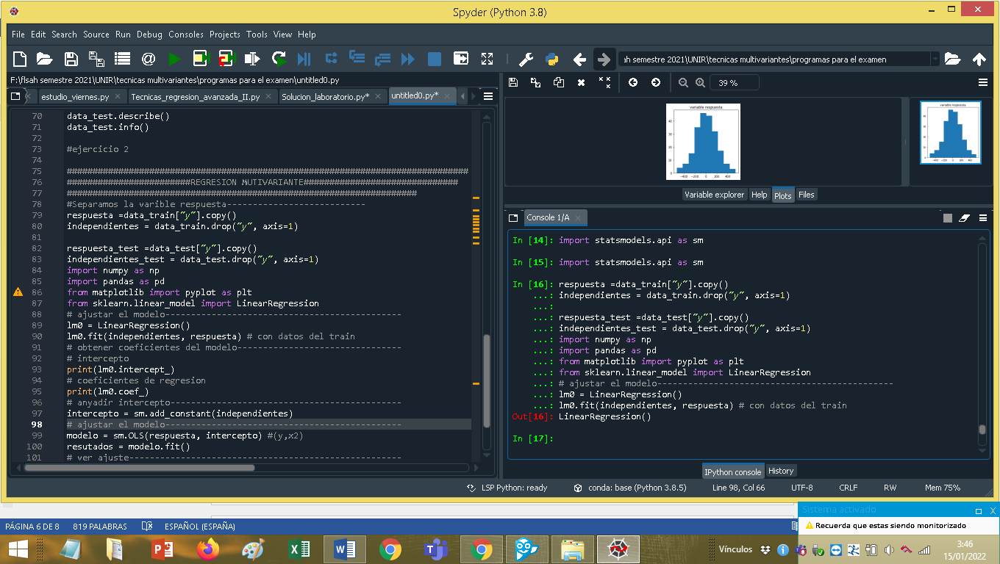 Spyder (Python 3.8)
File Edit Search Source Run Debug Consoles Projects Tools View Help
ısh semestre 2021\UNIR\tecnicas multivariantes\programas para el examen
F:\flsah semestre 2021\UNIR\tecnicas multivariantes\programas para el examen\untitled0.py
estudio_viernes.py Tecnicas_regresion_avanzada_II.py Solucion_laboratorio.py* untitled0.py*
70 data_test.describe()
71 data_test.info()
72
73 #ejercicio 2
74
75 ##############################################################################
76 ########################REGRESION MUTIVARIANTE##############################
77 ####################################################################
78 #Separamos la varible respuesta---------------------------
79 respuesta =data_train["y"].copy()
80 independientes = data_train.drop("y", axis=1)
81
82 respuesta_test =data_test["y"].copy()
83 independientes_test = data_test.drop("y", axis=1)
84 import numpy as np
85 import pandas as pd
86 from matplotlib import pyplot as plt
87 from sklearn.linear_model import LinearRegression
88 # ajustar el modelo----------------------------------------------
89 lm0 = LinearRegression()
90 lm0.fit(independientes, respuesta) # con datos del train
91 # obtener coeficientes del modelo--------------------------------
92 # intercepto
93 print(lm0.intercept_)
94 # coeficientes de regresion
95 print(lm0.coef_)
96 # anyadir intercepto---------------------------------------------
97 intercepto = sm.add_constant(independientes)
98 # ajustar el modelo----------------------------------------------
99 modelo = sm.OLS(respuesta, intercepto) #(y,x2)
100 resutados = modelo.fit()
101 # ver ajuste-----------------------------------------------------
39 %
variable respuesta
40
30
20
10
0
-400 -200 0 200 400
variable respuesta
Variable explorer Help Plots Files
Console 1/A
In [14]: import statsmodels.api as sm
In [15]: import statsmodels.api as sm
In [16]: respuesta =data_train["y"].copy()
...: independientes = data_train.drop("y", axis=1)
...:
...: respuesta_test =data_test["y"].copy()
...: independientes_test = data_test.drop("y", axis=1)
...: import numpy as np
...: import pandas as pd
...: from matplotlib import pyplot as plt
...: from sklearn.linear_model import LinearRegression
...: # ajustar el modelo----------------------------------------------
...: lm0 = LinearRegression()
...: lm0.fit(independientes, respuesta) # con datos del train
Out[16]: LinearRegression()
In [17]:
IPython console History
LSP Python: ready conda: base (Python 3.8.5) Line 98, Col 66 UTF-8 CRLF RW Mem 75%
Sistema activado
Recuerda que estas siendo monitorizado
PÁGINA 6 DE 8 819 PALABRAS ESPAÑOL (ESPAÑA)
Vínculos
3:46
15/01/2022